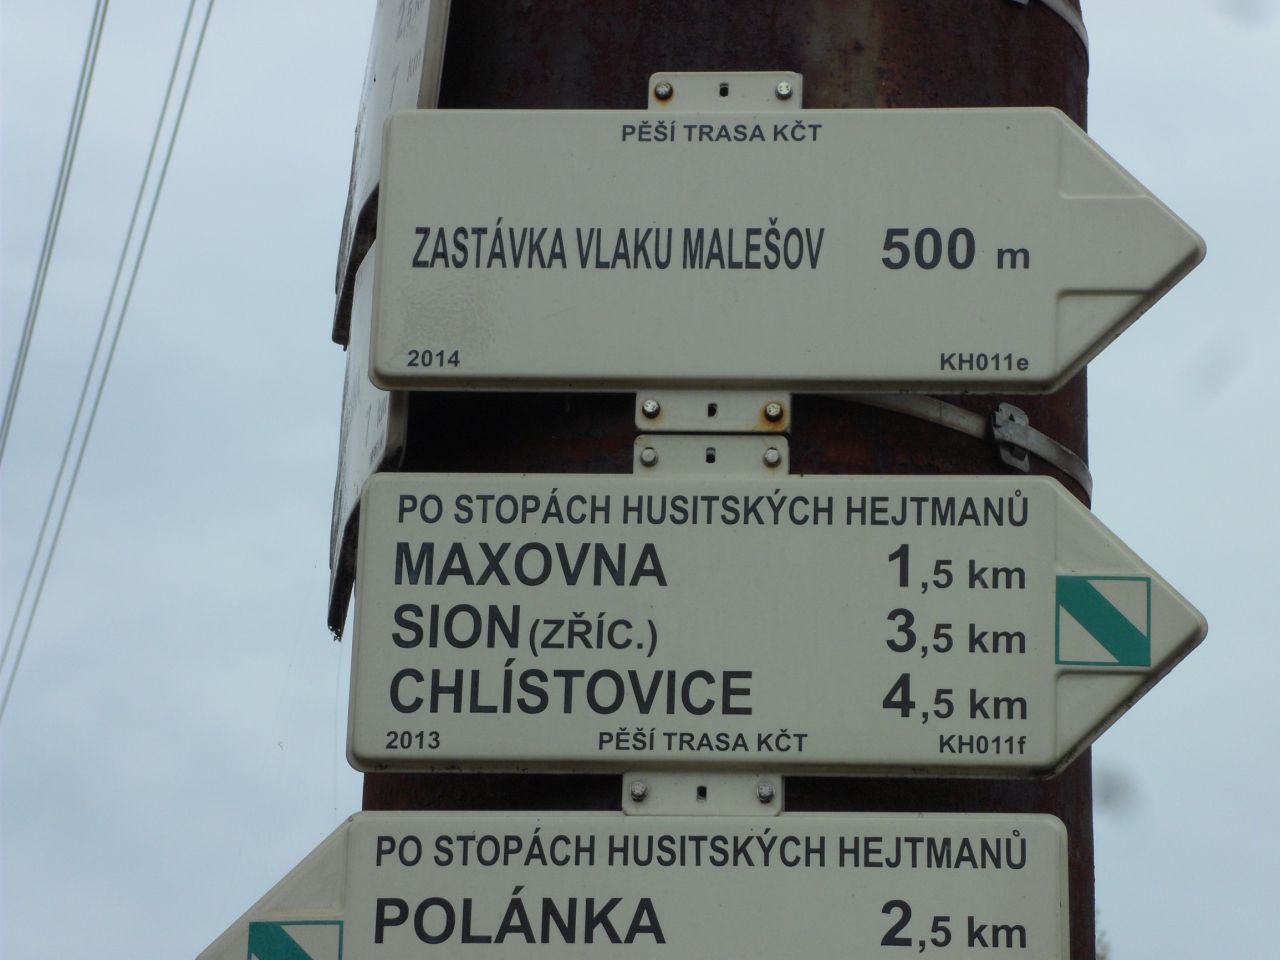 PĚŠÍ TRASA KČT
ZASTÁVKA VLAKU MALEŠOV 500 m
2014 KH011e
PO STOPÁCH HUSITSKÝCH HEJTMANŮ
MAXOVNA 1,5 km
SION (ZŘÍC.) 3,5 km
CHLÍSTOVICE 4,5 km
2013 PĚŠÍ TRASA KČT KH011f
PO STOPÁCH HUSITSKÝCH HEJTMANŮ
POLÁNKA 2,5 km